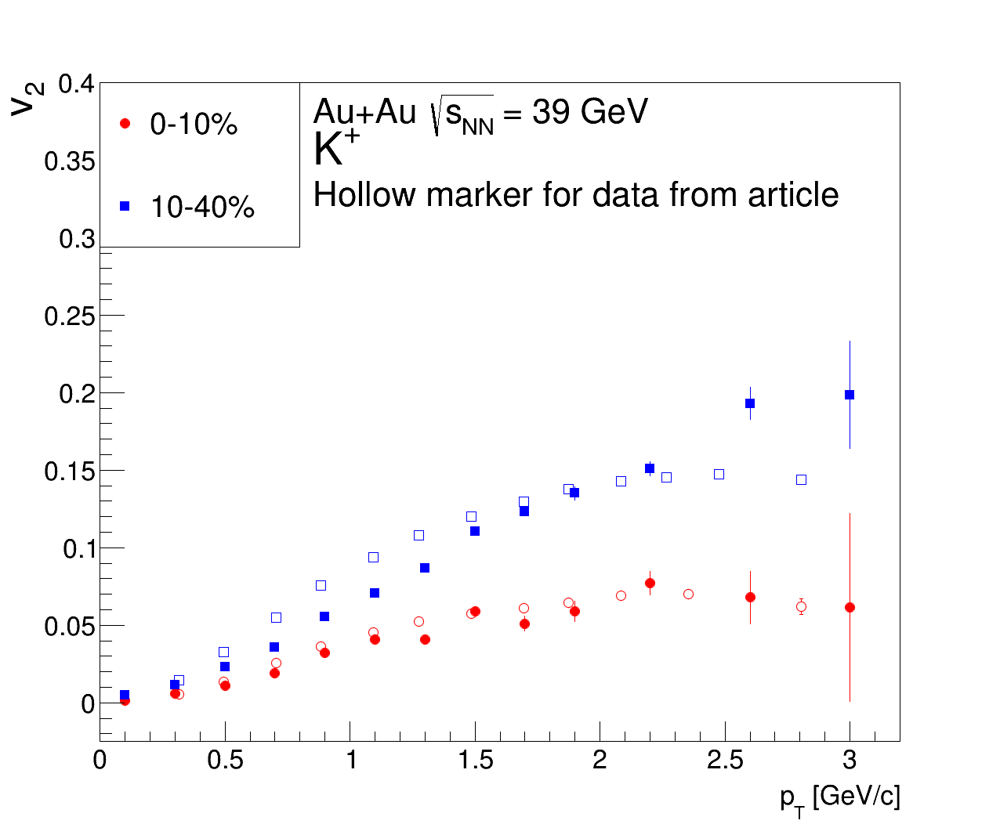 v2
0.4
0.35
0.3
0.25
0.2
0.15
0.1
0.05
0
0-10%
10-40%
Au+Au √sNN = 39 GeV
K+
Hollow marker for data from article
0 0.5 1 1.5 2 2.5 3
pT [GeV/c]